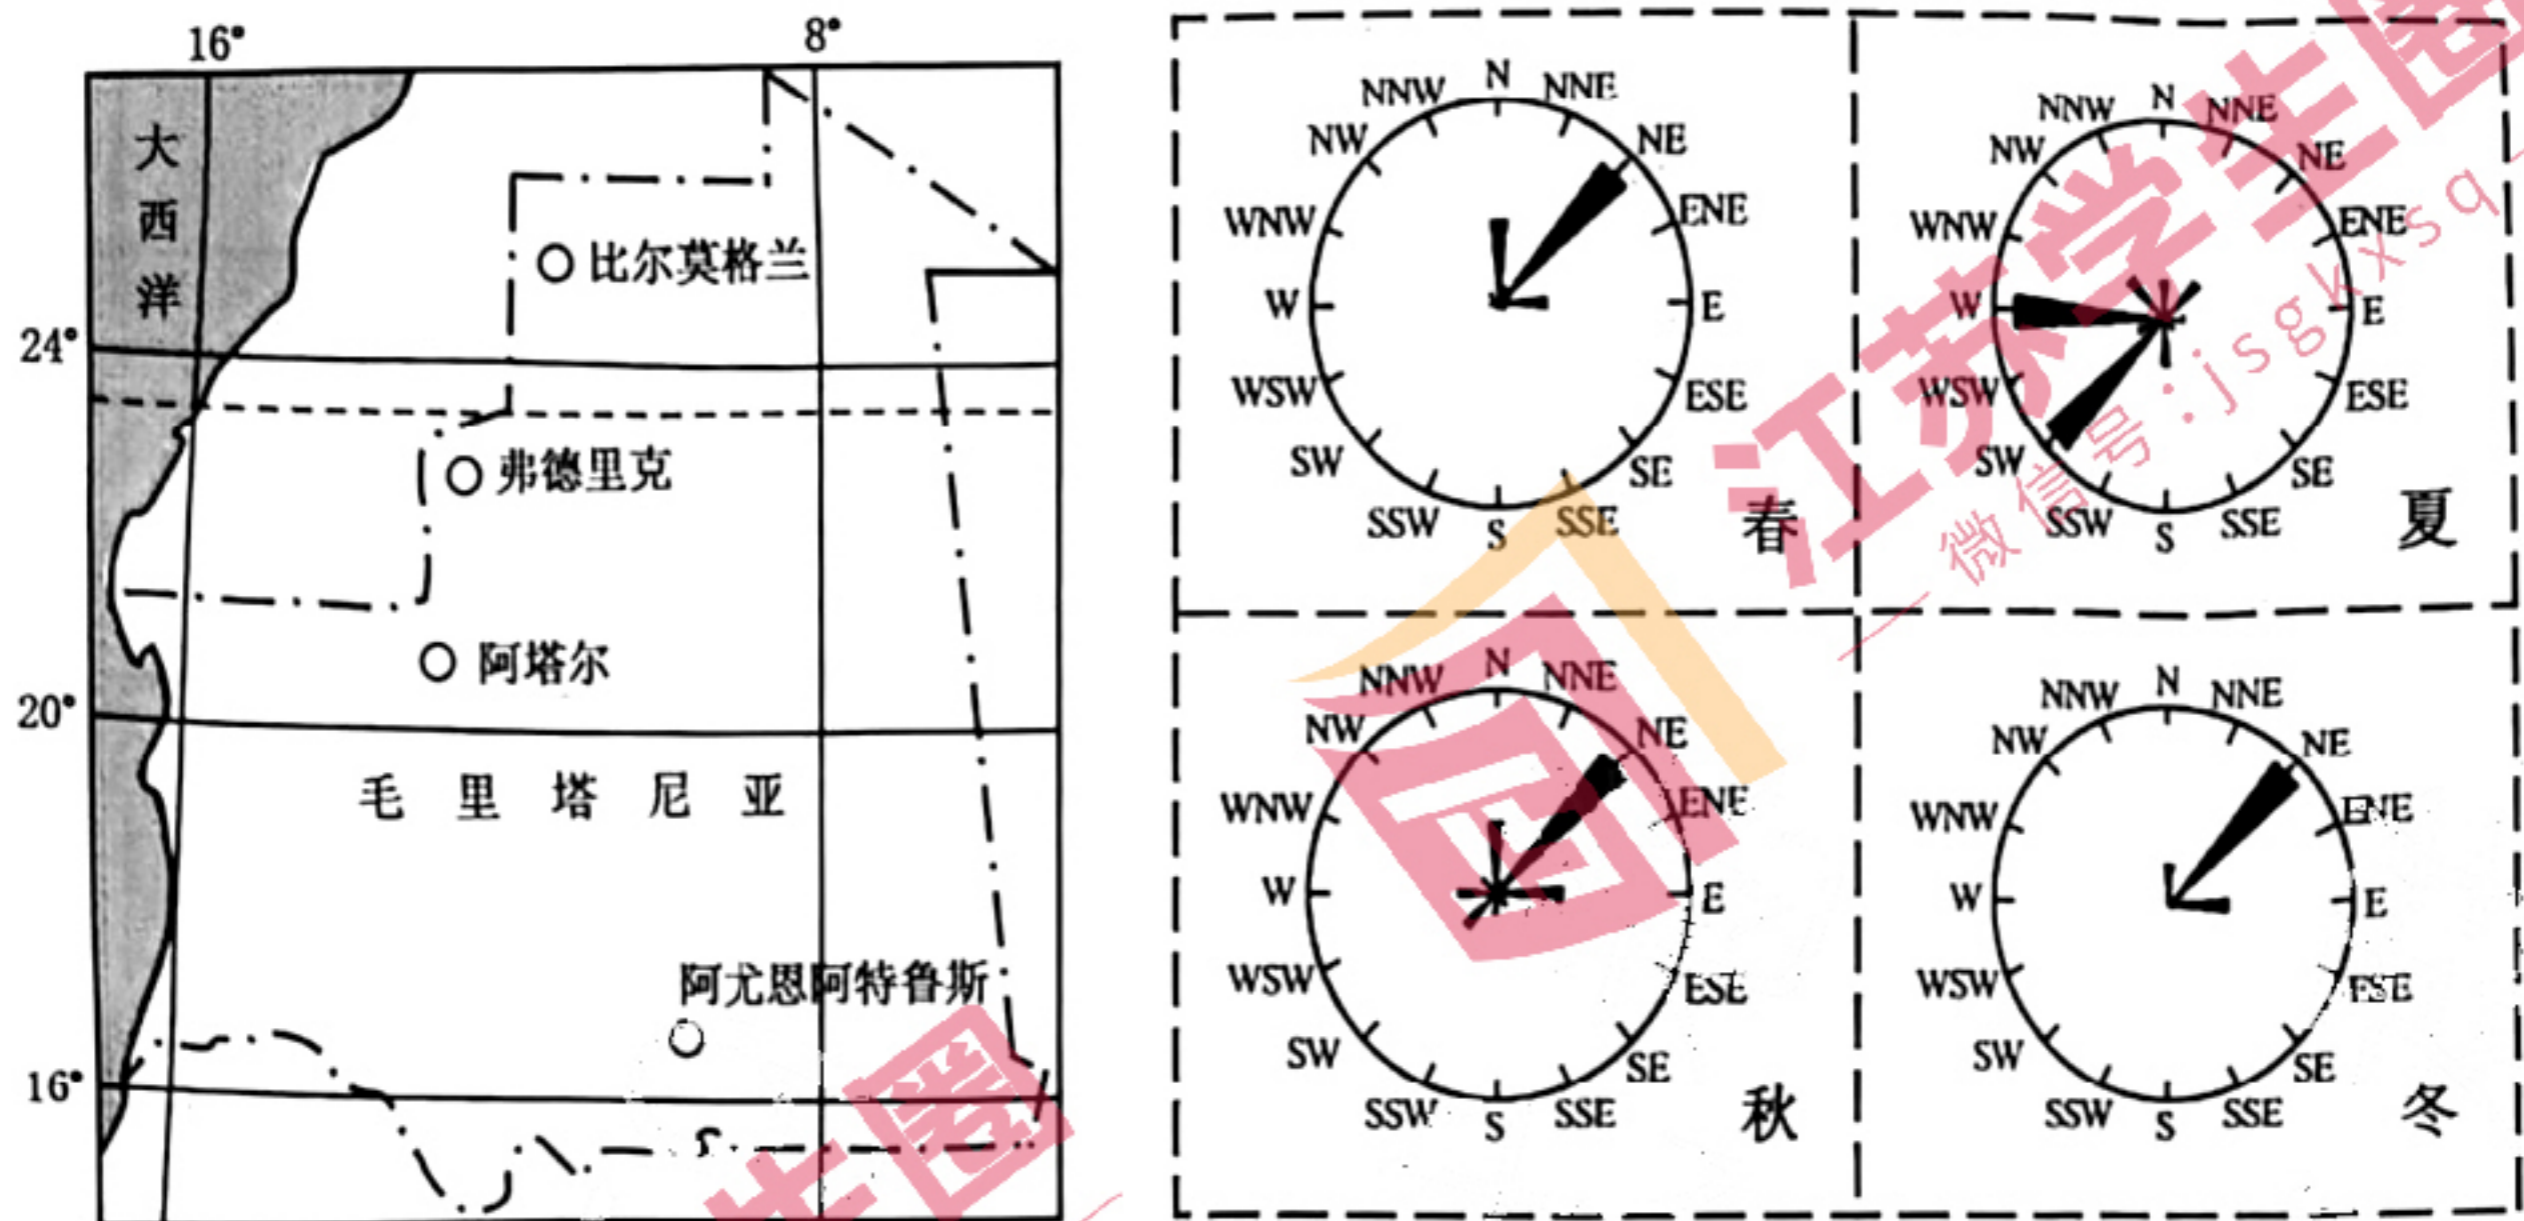 16° 8°
大西洋
24°
比尔莫格兰
弗德里克
阿塔尔
20°
毛里塔尼亚
阿尤恩阿特鲁斯
16°
N NNE NE ENE E ESE SE SSE S SSW SW WSW W WNW NW NNW
春
N NNE NE ENE E ESE SE SSE S SSW SW WSW W WNW NW NNW
夏
N NNE NE ENE E ESE SE SSE S SSW SW WSW W WNW NW NNW
秋
N NNE NE ENE E ESE SE SSE S SSW SW WSW W WNW NW NNW
冬
江苏学生圈
微信号:jsgkxsq
生圈